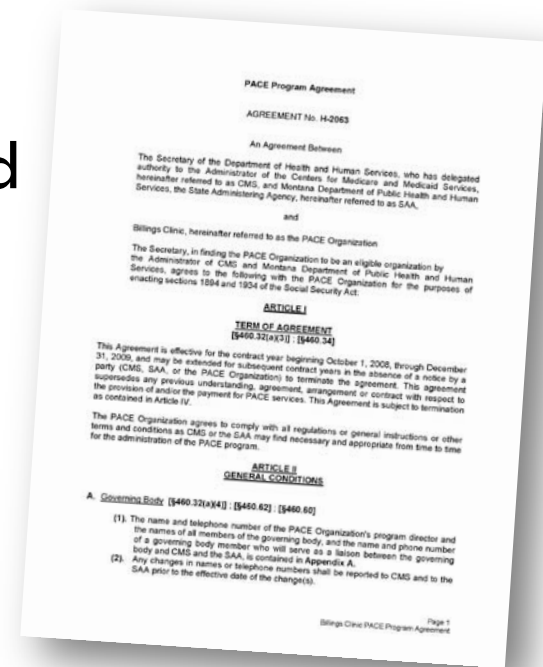 d
PACE Program Agreement
AGREEMENT No. H-2063
An Agreement Between
The Secretary of the Department of Health and Human Services, who has delegated
authority to the Administrator of the Centers for Medicare and Medicaid Services,
hereinafter referred to as CMS, and Montana Department of Public Health and Human
Services, the State Administering Agency, hereinafter referred to as SAA,
and
Billings Clinic, hereinafter referred to as the PACE Organization
The Secretary, in finding the PACE Organization to be an eligible organization by
the Administrator of CMS and Montana Department of Public Health and Human
Services, agrees to the following with the PACE Organization for the purposes of
enacting sections 1894 and 1934 of the Social Security Act:
ARTICLE I
TERM OF AGREEMENT
[§460.32(a)(3)] ; [§460.34]
This Agreement is effective for the contract year beginning October 1, 2008, through December
31, 2009, and may be extended for subsequent contract years in the absence of a notice by a
party (CMS, SAA, or the PACE Organization) to terminate the agreement. This agreement
supersedes any previous understanding, agreement, arrangement or contract with respect to
the provision of and/or the payment for PACE services. This Agreement is subject to termination
as contained in Article IV.
The PACE Organization agrees to comply with all regulations or general instructions or other
terms and conditions as CMS or the SAA may find necessary and appropriate from time to time
for the administration of the PACE program.
ARTICLE II
GENERAL CONDITIONS
A. Governing Body [§460.32(a)(4)] ; [§460.62] ; [§460.60]
(1). The name and telephone number of the PACE Organization's program director and
the names of all members of the governing body, and the name and phone number
of a governing body member who will serve as a liaison between the governing
body and CMS and the SAA, is contained in Appendix A.
(2). Any changes in names or telephone numbers shall be reported to CMS and to the
SAA prior to the effective date of the change(s).
Page 1
Billings Clinic PACE Program Agreement